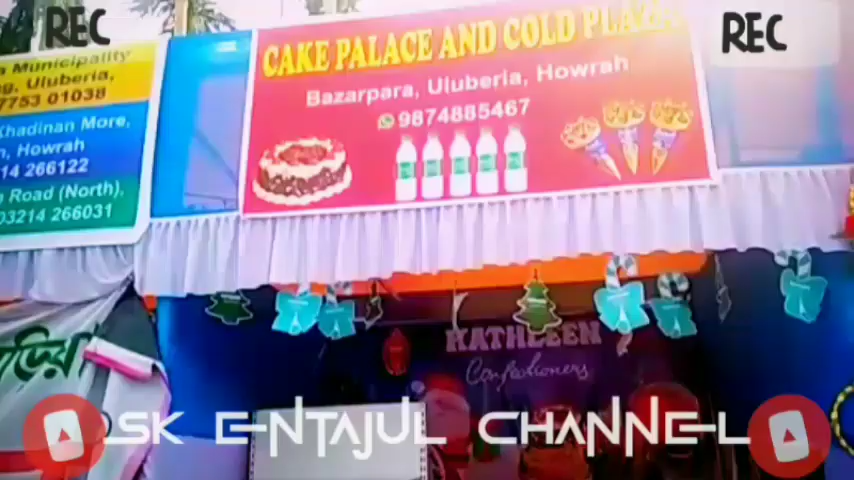 REC
REC
Municipality
Uluberia,
7753 01038
Khadinan More,
Howrah
14 266122
Road (North),
03214 266031
CAKE PALACE AND COLD
Bazarpara, Uluberia, Howrah
9874885467
KATHLEEN
Confectioners
SK ENTAJUL CHANNEL